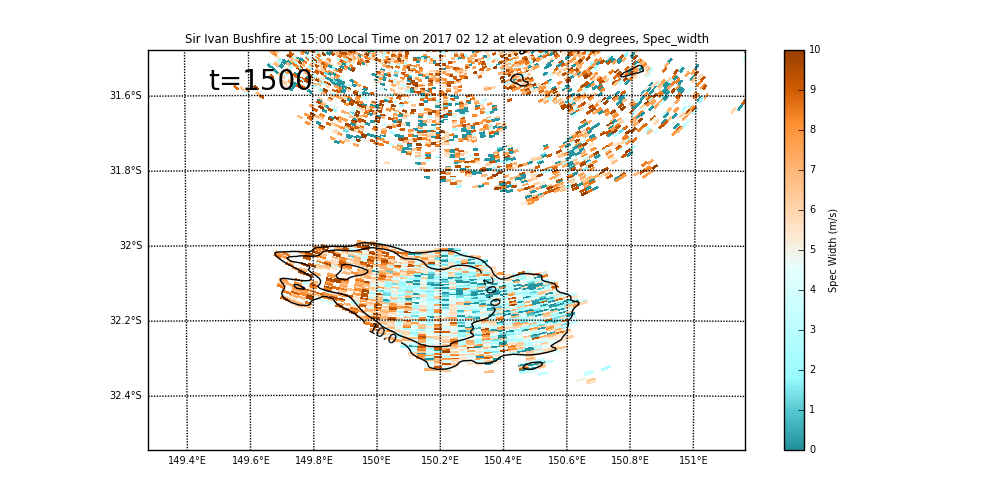 Sir Ivan Bushfire at 15:00 Local Time on 2017 02 12 at elevation 0.9 degrees, Spec_width
t=1500
31.6°S
31.8°S
32°S
32.2°S
32.4°S
20.0
10.0
149.4°E 149.6°E 149.8°E 150°E 150.2°E 150.4°E 150.6°E 150.8°E 151°E
10
9
8
7
6
5
4
3
2
1
0
Spec Width (m/s)